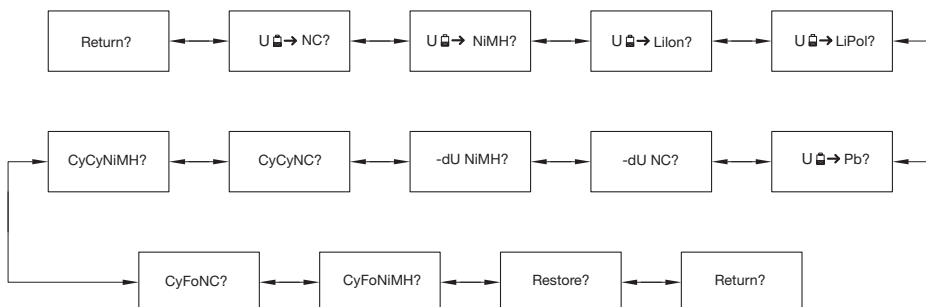 Return? U → NC? U → NiMH? U → LiIon? U → LiPol?
CyCyNiMH? CyCyNC? -dU NiMH? -dU NC? U → Pb?
CyFoNC? CyFoNiMH? Restore? Return?